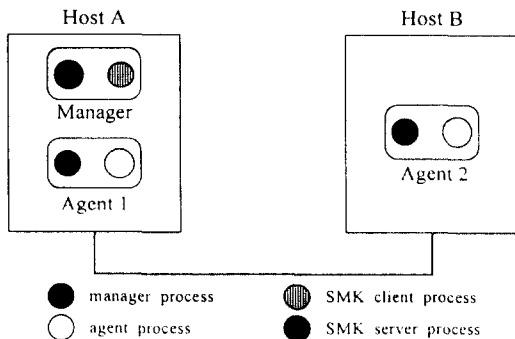 Host A
Host B
Manager
Agent 1
Agent 2
manager process
SMK client process
agent process
SMK server process